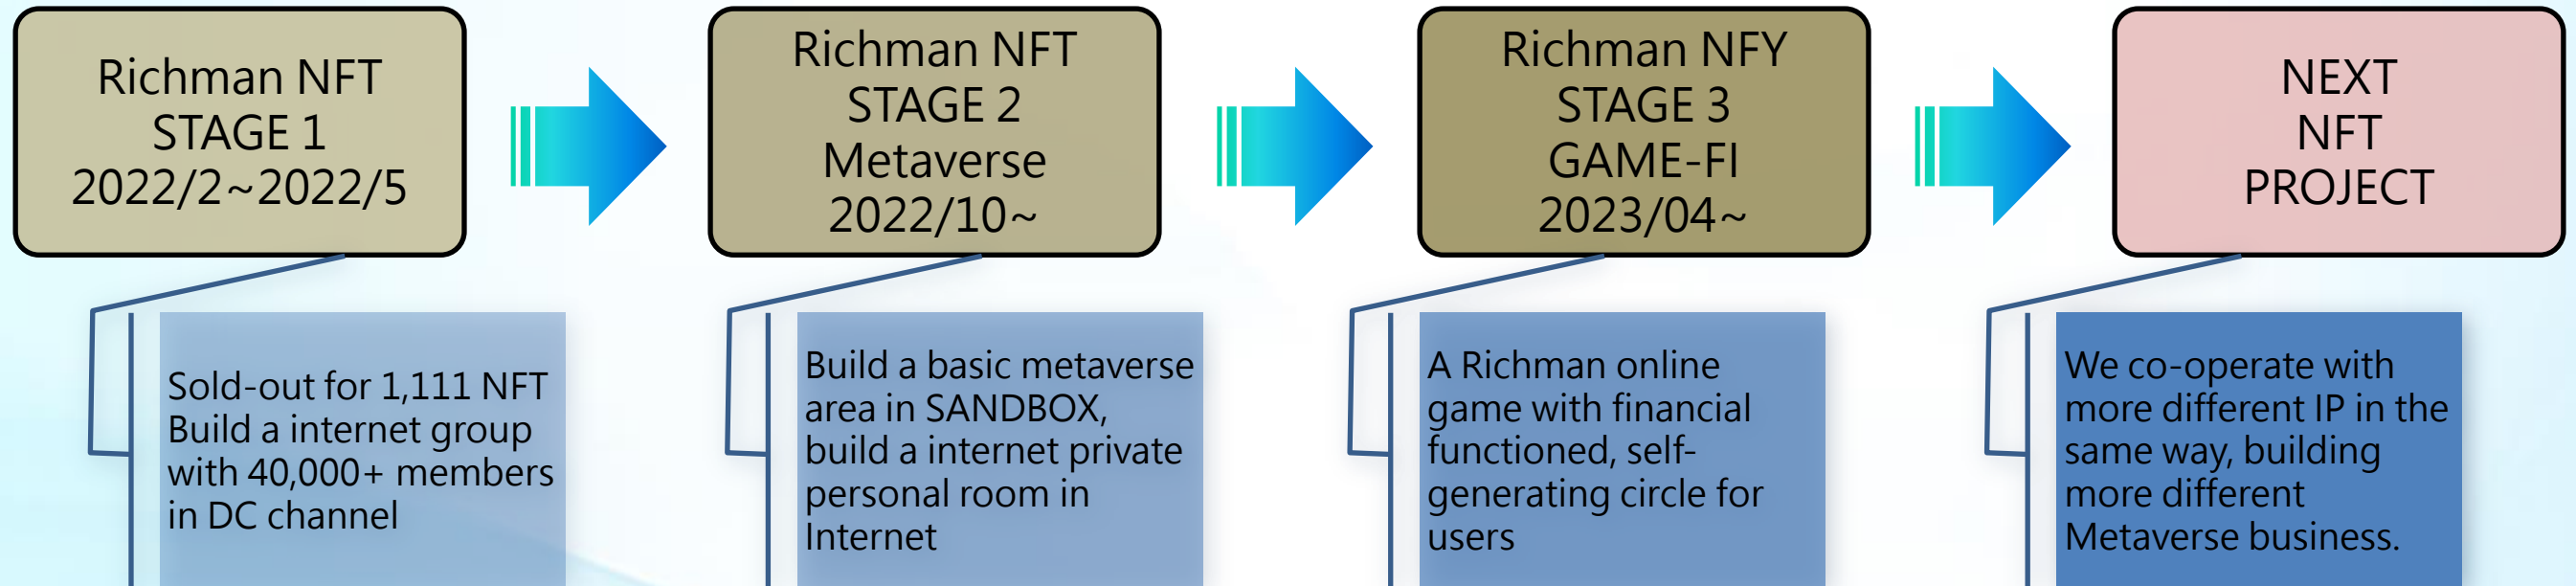 Richman NFT
STAGE 1
2022/2~2022/5
Richman NFT
STAGE 2
Metaverse
2022/10~
Richman NFY
STAGE 3
GAME-FI
2023/04~
NEXT
NFT
PROJECT
Sold-out for 1,111 NFT
Build a internet group
with 40,000+ members
in DC channel
Build a basic metaverse
area in SANDBOX,
build a internet private
personal room in
Internet
A Richman online
game with financial
functioned, self-
generating circle for
users
We co-operate with
more different IP in the
same way, building
more different
Metaverse business.